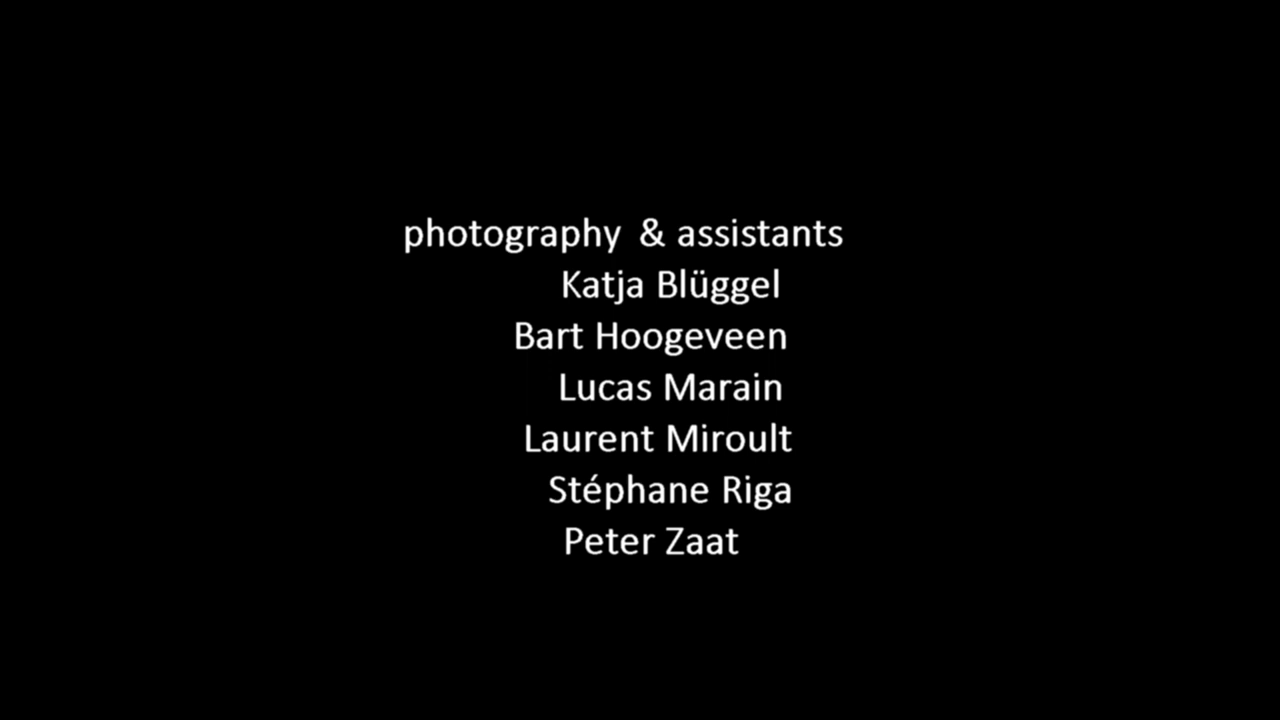 photography & assistants
Katja Blüggel
Bart Hoogeveen
Lucas Marain
Laurent Miroult
Stéphane Riga
Peter Zaat